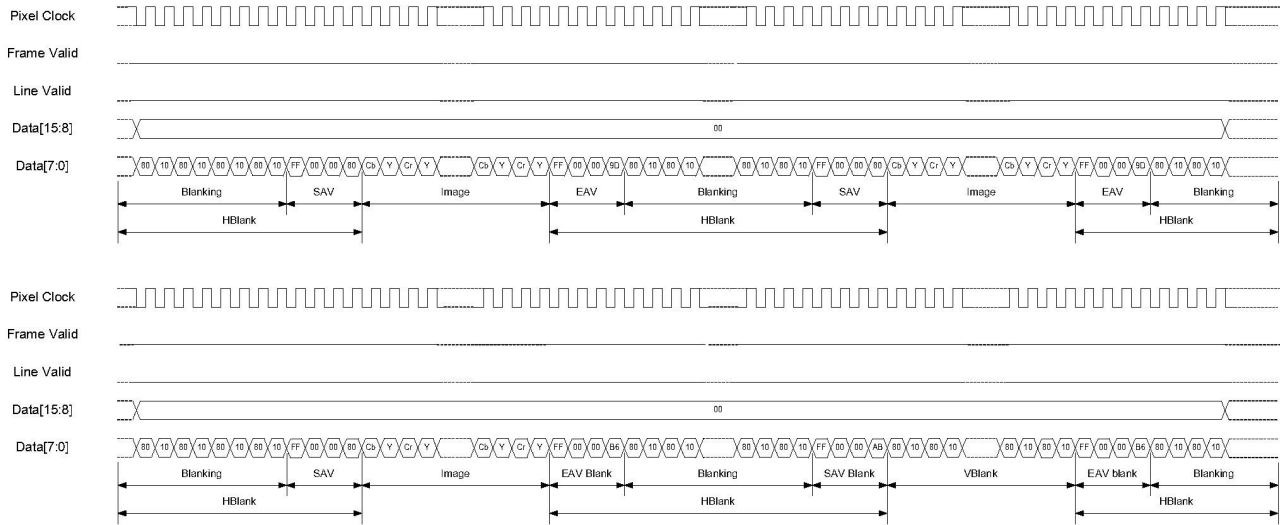 Pixel Clock
Frame Valid
Line Valid
Data[15:8] 00
Data[7:0] 80 10 80 10 80 10 80 10 FF 00 00 80 Cb Y Cr Y Cb Y Cr Y FF 00 00 9D 80 10 80 10 80 10 80 10 FF 00 00 80 Cb Y Cr Y Cb Y Cr Y FF 00 00 9D 80 10 80 10
Blanking SAV Image EAV Blanking SAV Image EAV Blanking
HBlank HBlank HBlank
Pixel Clock
Frame Valid
Line Valid
Data[15:8] 00
Data[7:0] 80 10 80 10 80 10 80 10 FF 00 00 80 Cb Y Cr Y Cb Y Cr Y FF 00 00 B6 80 10 80 10 80 10 80 10 FF 00 00 AB 80 10 80 10 80 10 80 10 FF 00 00 B6 80 10 80 10
Blanking SAV Image EAV Blank Blanking SAV Blank VBlank EAV blank Blanking
HBlank HBlank HBlank